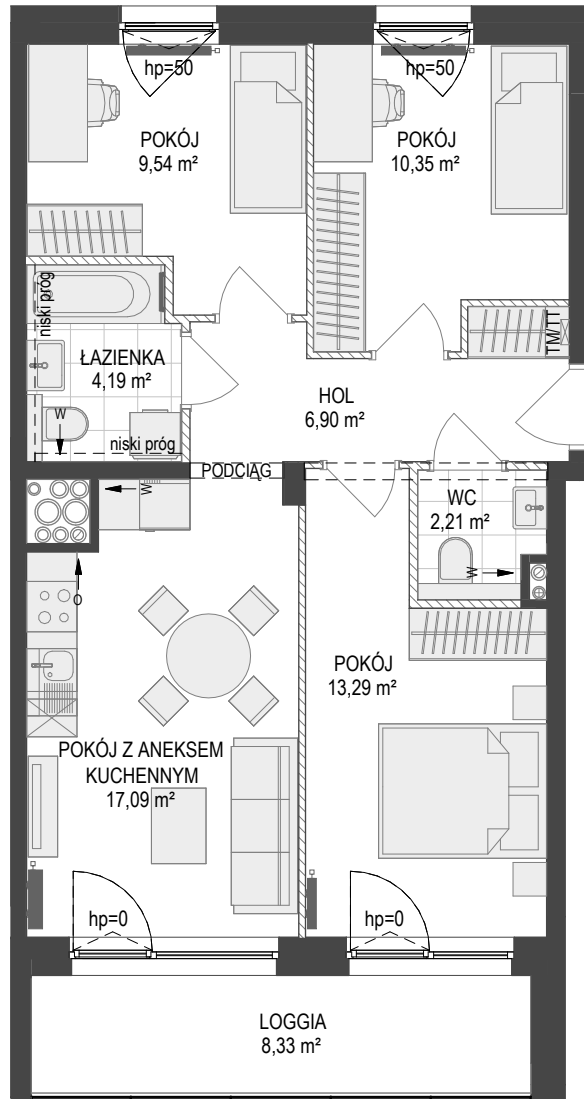 hp=50
hp=50
POKÓJ
9,54 m²
POKÓJ
10,35 m²
niski próg
TM/TT
ŁAZIENKA
4,19 m²
HOL
6,90 m²
W
niski próg
PODCIĄG
W
WC
2,21 m²
W
O
POKÓJ
13,29 m²
POKÓJ Z ANEKSEM
KUCHENNYM
17,09 m²
hp=0
hp=0
LOGGIA
8,33 m²